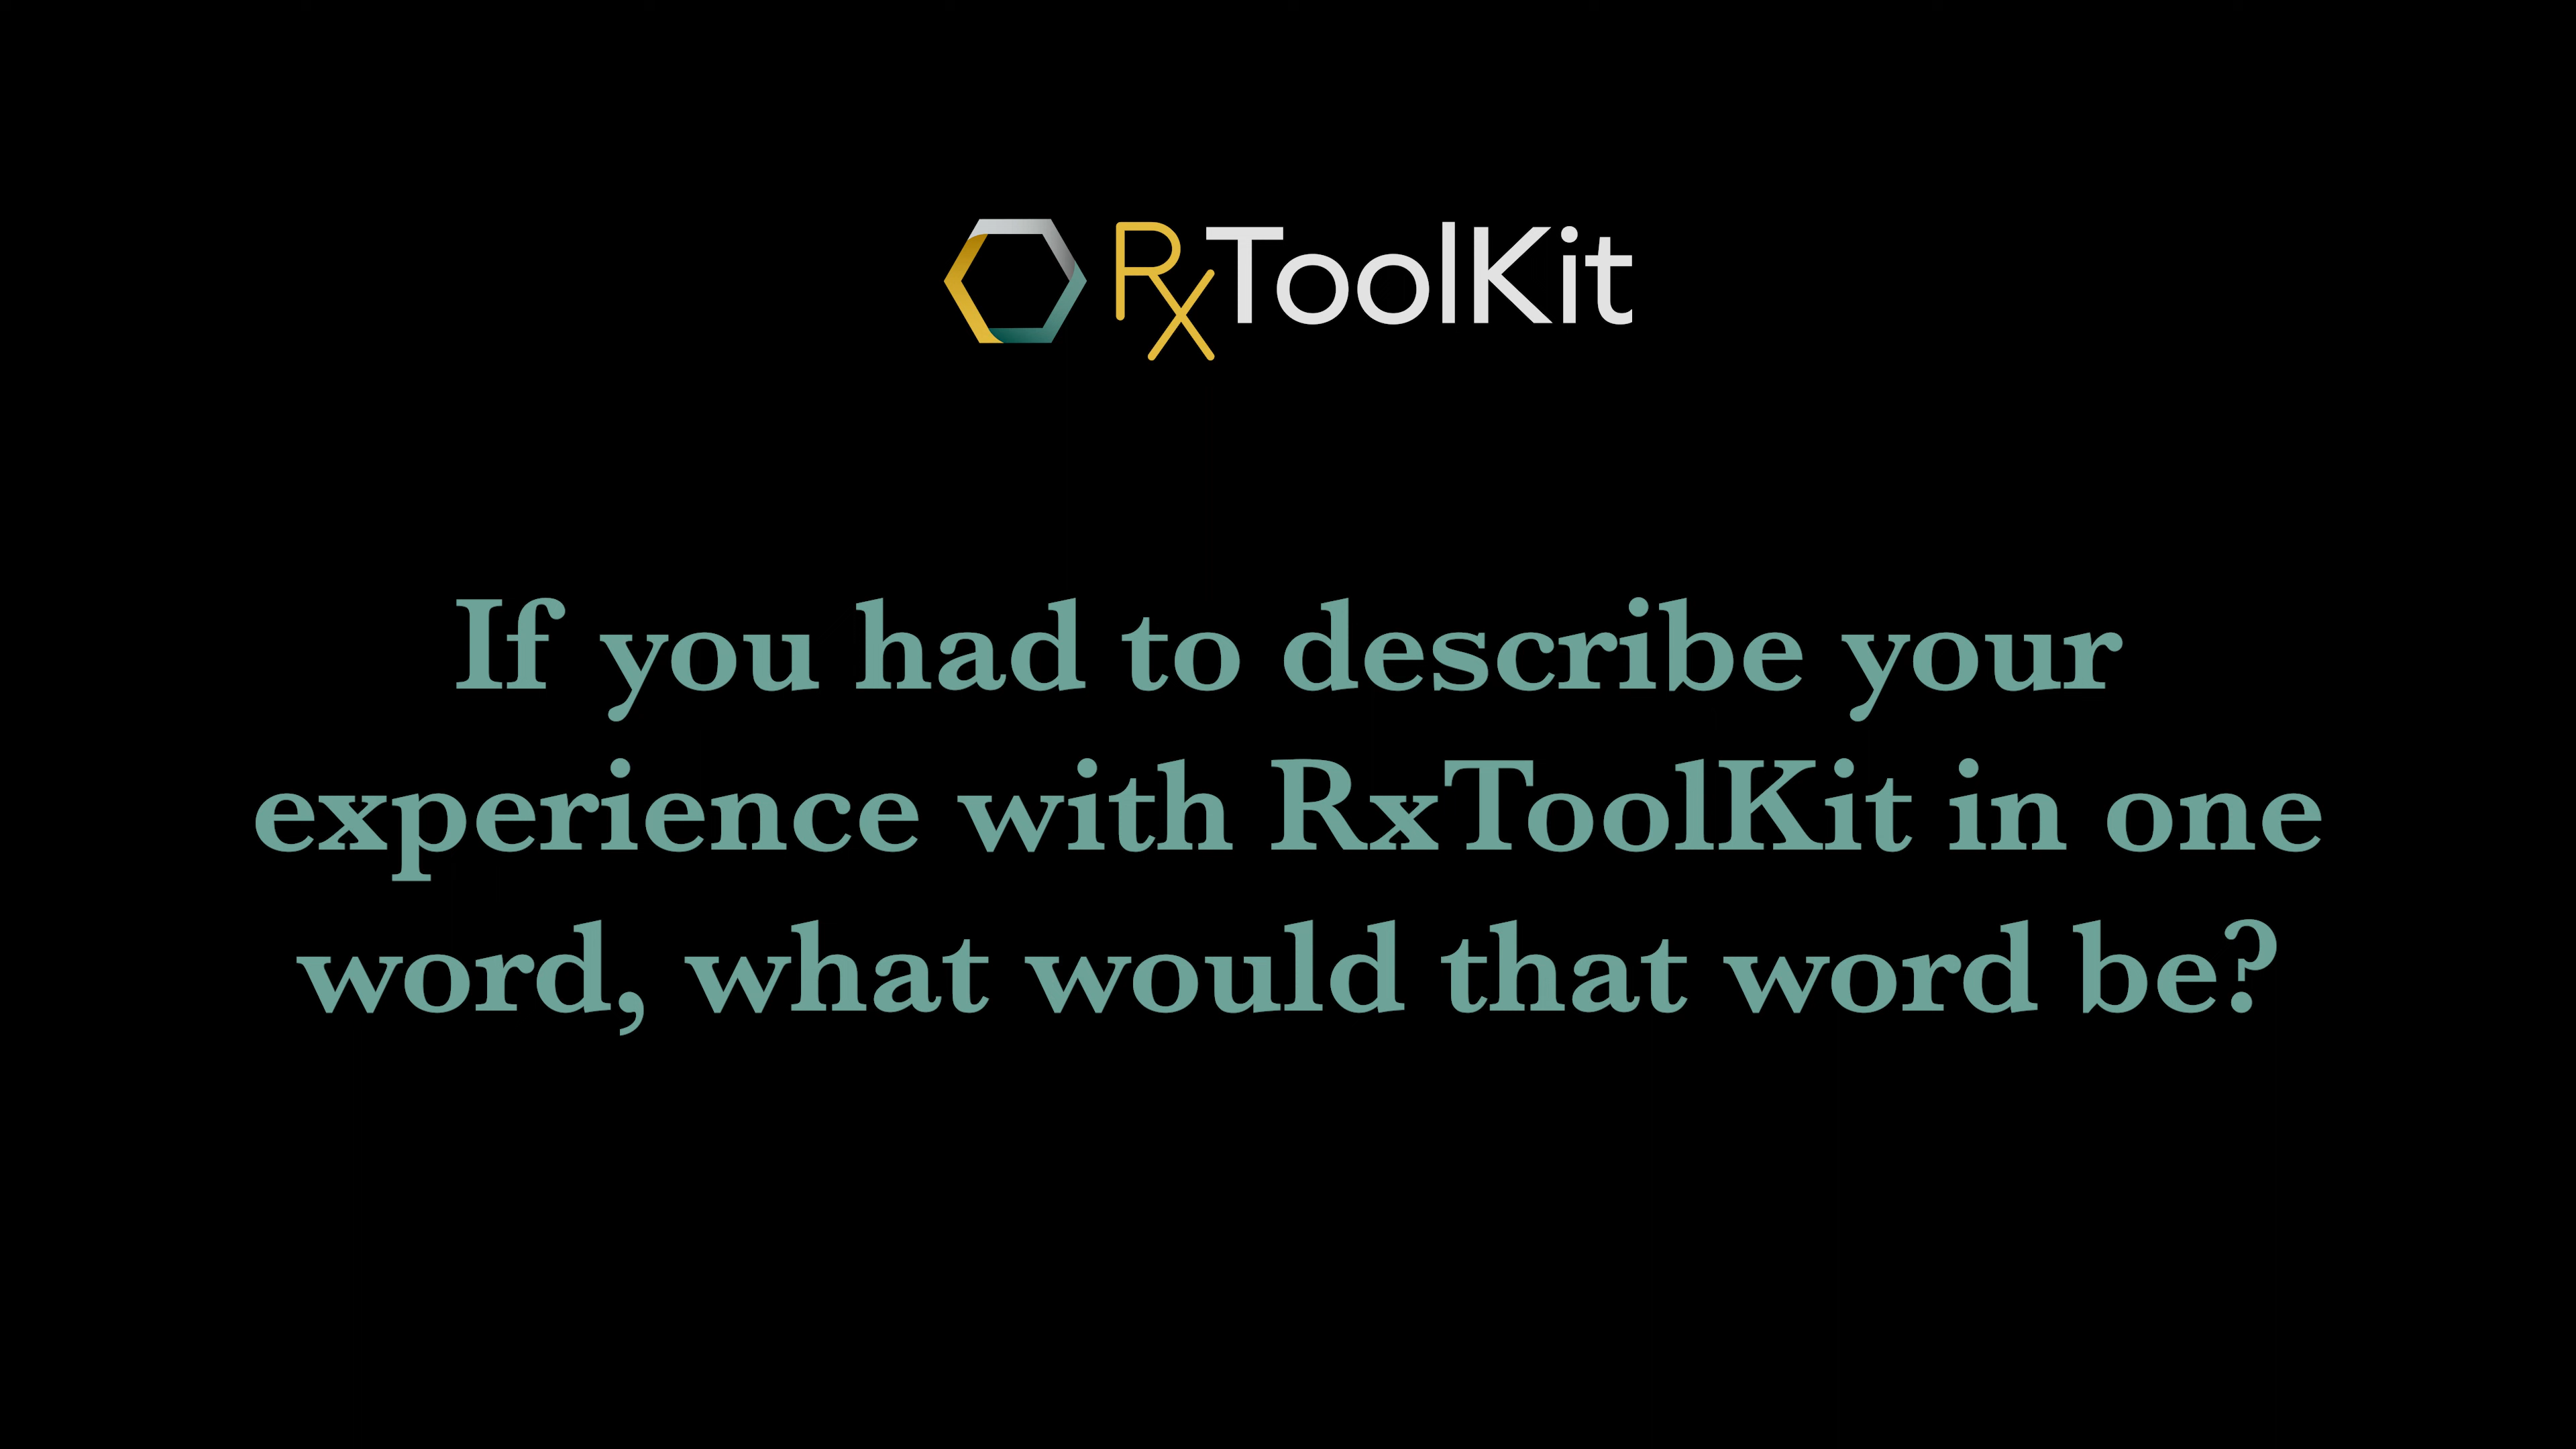 RxToolKit
If you had to describe your
experience with RxToolKit in one
word, what would that word be?